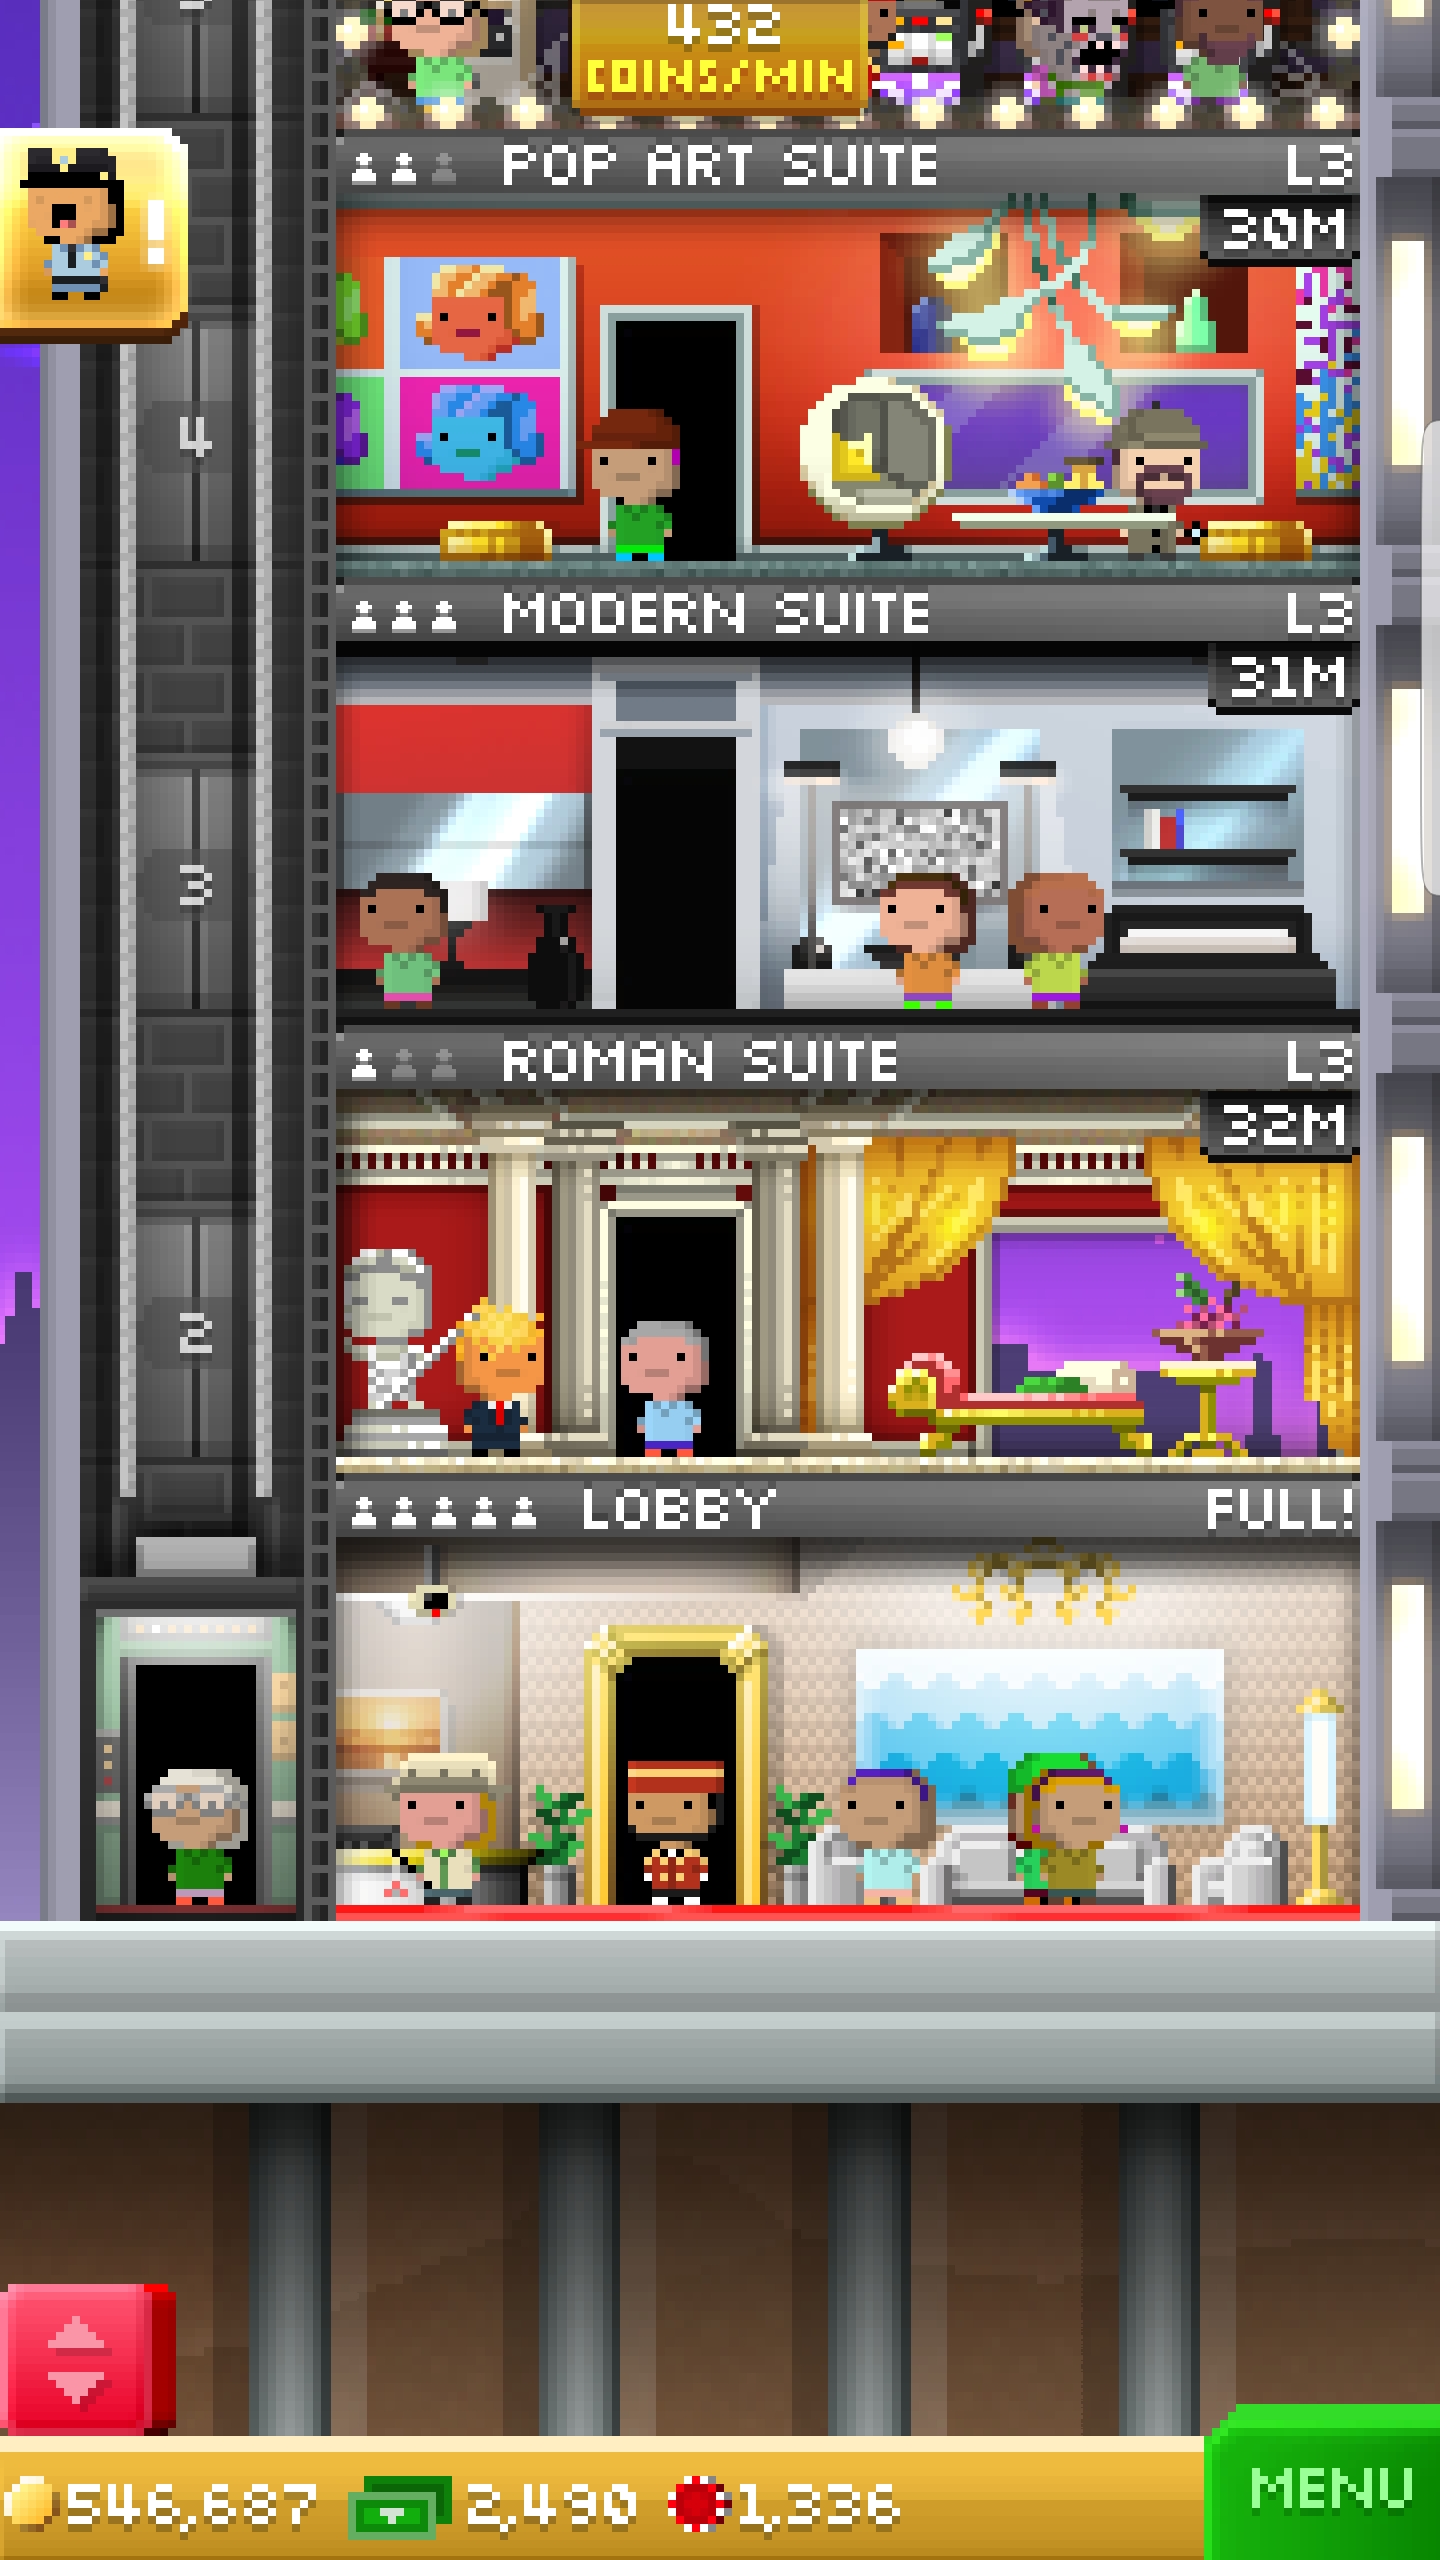 432
COINS/MIN
POP ART SUITE L3
30M
!
4
MODERN SUITE L3
31M
3
ROMAN SUITE L3
32M
2
LOBBY FULL!
546,687 2,490 1,336
MENU